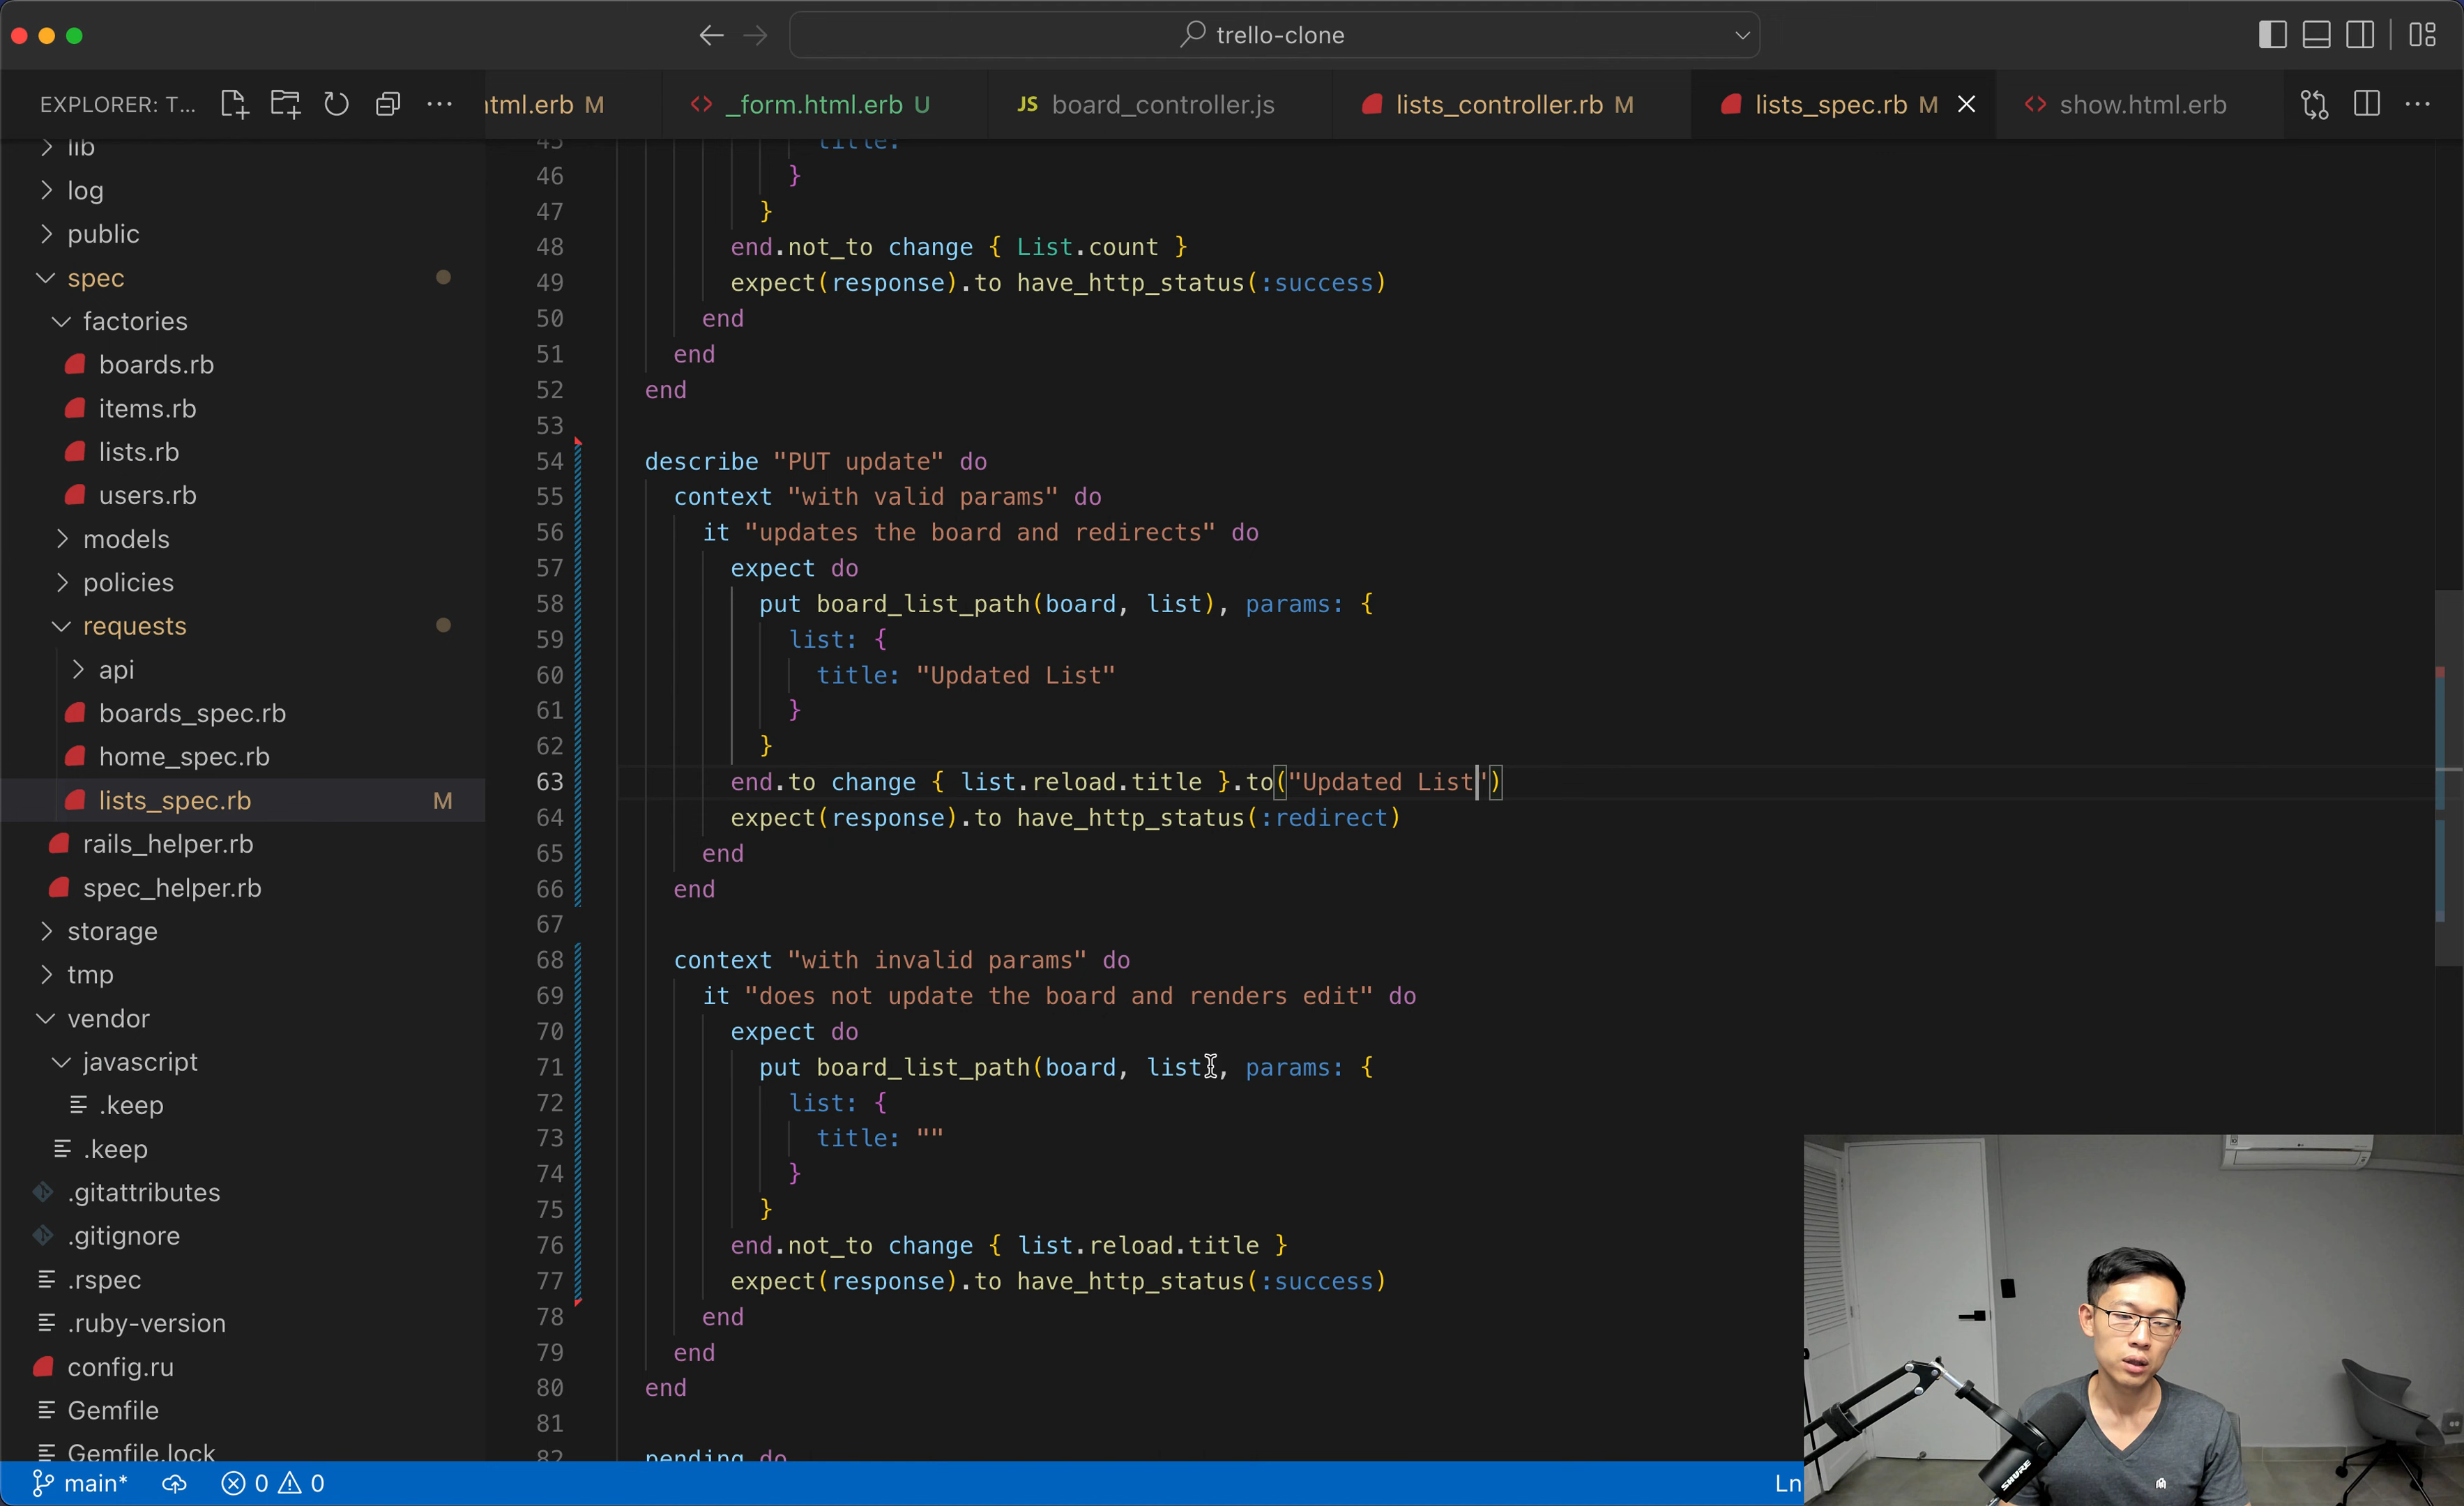 trello-clone
EXPLORER: T...
html.erb M
_form.html.erb U
JS board_controller.js
lists_controller.rb M
lists_spec.rb M
show.html.erb
lib
log
public
spec
factories
boards.rb
items.rb
lists.rb
users.rb
models
policies
requests
api
boards_spec.rb
home_spec.rb
lists_spec.rb M
rails_helper.rb
spec_helper.rb
storage
tmp
vendor
javascript
.keep
.keep
.gitattributes
.gitignore
.rspec
.ruby-version
config.ru
Gemfile
Gemfile.lock
45 title:
46 }
47 }
48 end.not_to change { List.count }
49 expect(response).to have_http_status(:success)
50 end
51 end
52 end
53
54 describe "PUT update" do
55 context "with valid params" do
56 it "updates the board and redirects" do
57 expect do
58 put board_list_path(board, list), params: {
59 list: {
60 title: "Updated List"
61 }
62 }
63 end.to change { list.reload.title }.to("Updated List")
64 expect(response).to have_http_status(:redirect)
65 end
66 end
67
68 context "with invalid params" do
69 it "does not update the board and renders edit" do
70 expect do
71 put board_list_path(board, list), params: {
72 list: {
73 title: ""
74 }
75 }
76 end.not_to change { list.reload.title }
77 expect(response).to have_http_status(:success)
78 end
79 end
80 end
81
82 pending do
main* 0 0
Ln
SHURE